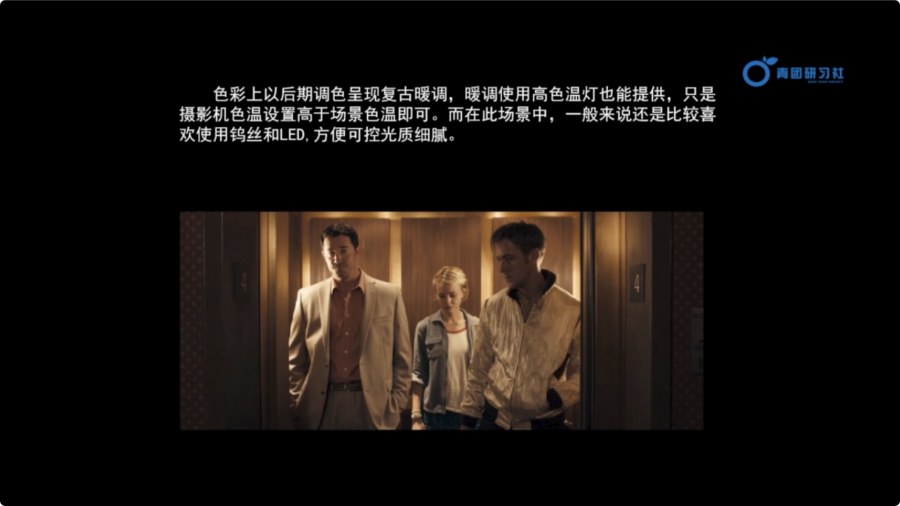 青团研习社
色彩上以后期调色呈现复古暖调，暖调使用高色温灯也能提供，只是
摄影机色温设置高于场景色温即可。而在此场景中，一般来说还是比较喜
欢使用钨丝和LED,方便可控光质细腻。
4
4